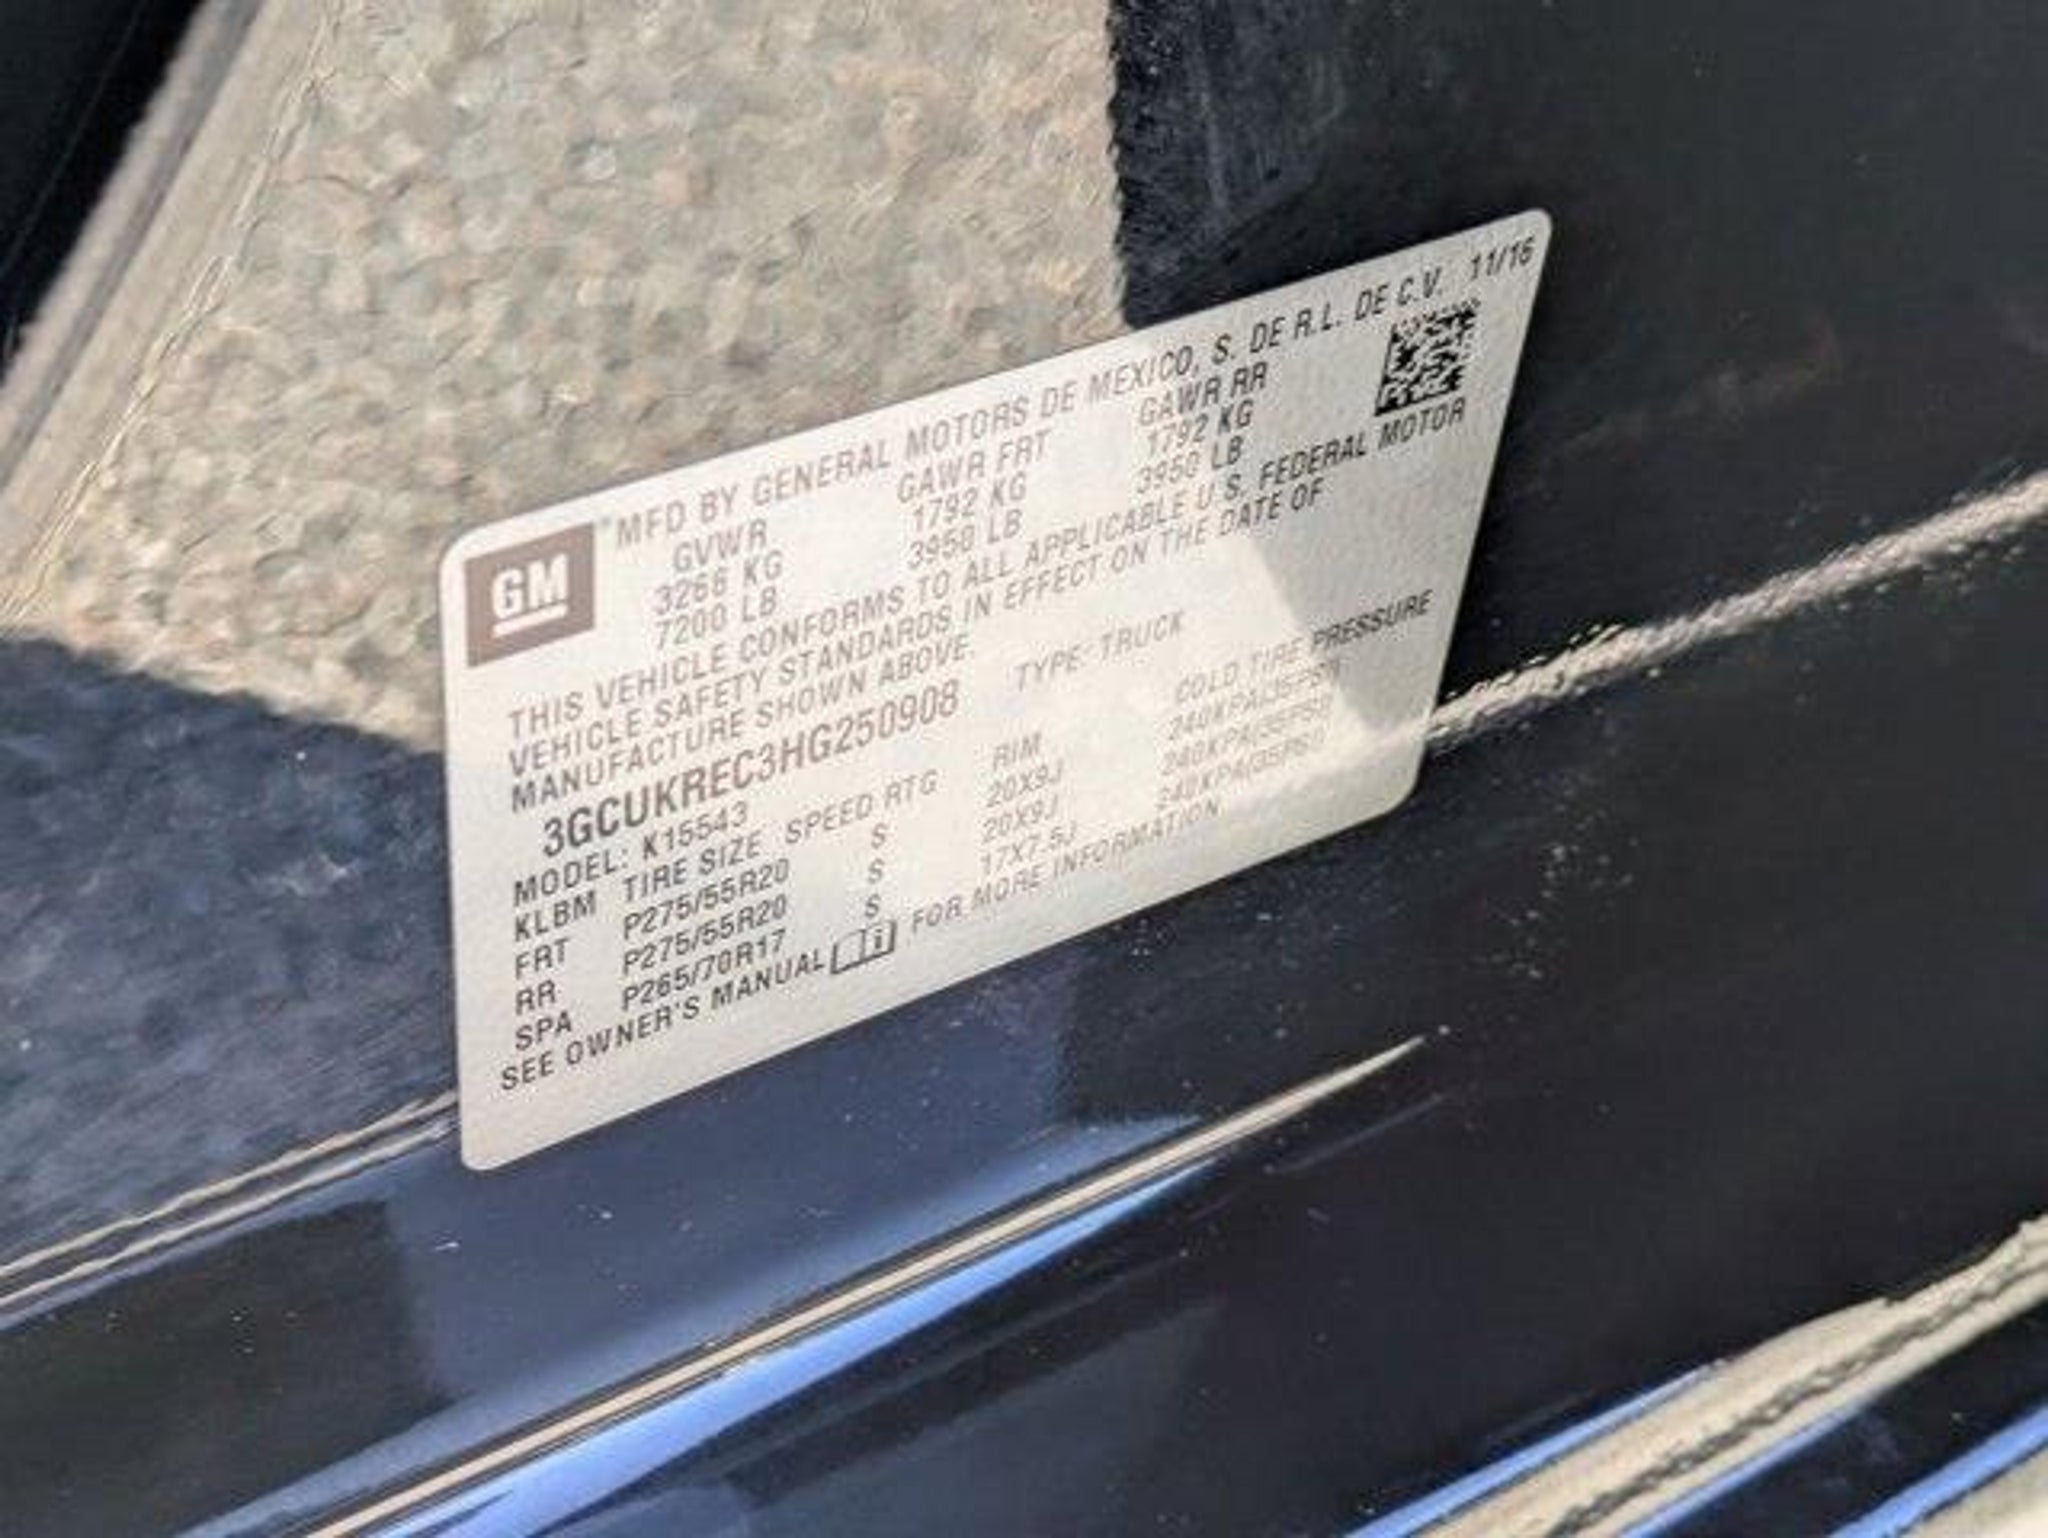 GM
MFD BY GENERAL MOTORS DE MEXICO, S. DE R.L. DE C.V. 11/16
GVWR GAWR FRT GAWR RR
3266 KG 1792 KG 1792 KG
7200 LB 3950 LB 3950 LB
THIS VEHICLE CONFORMS TO ALL APPLICABLE U.S. FEDERAL MOTOR
VEHICLE SAFETY STANDARDS IN EFFECT ON THE DATE OF
MANUFACTURE SHOWN ABOVE.
3GCUKREC3HG250908 TYPE: TRUCK
MODEL: K15543
KLBM TIRE SIZE SPEED RTG RIM COLD TIRE PRESSURE
FRT P275/55R20 S 20X9J 240KPA(35PSI)
RR P275/55R20 S 20X9J 240KPA(35PSI)
SPA P265/70R17 S 17X7.5J 240KPA(35PSI)
SEE OWNER'S MANUAL i FOR MORE INFORMATION.